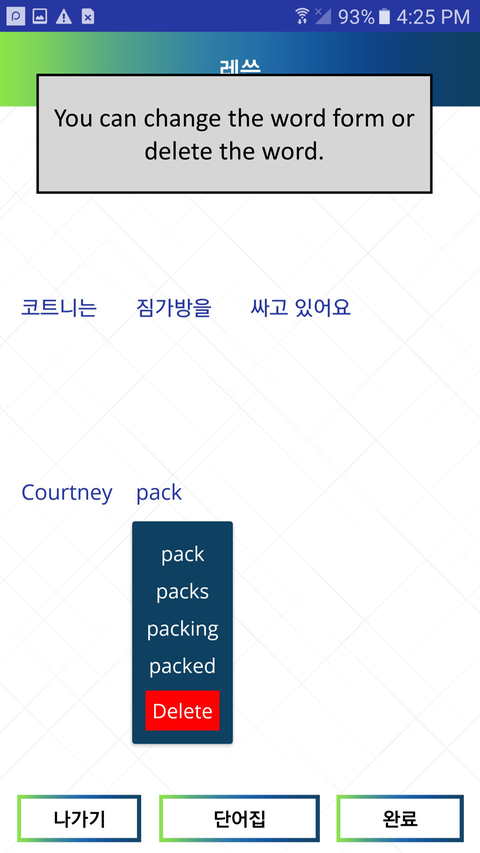 93% 4:25 PM
레쓰
You can change the word form or
delete the word.
코트니는 짐가방을 싸고 있어요
Courtney pack
pack
packs
packing
packed
Delete
나가기 단어집 완료